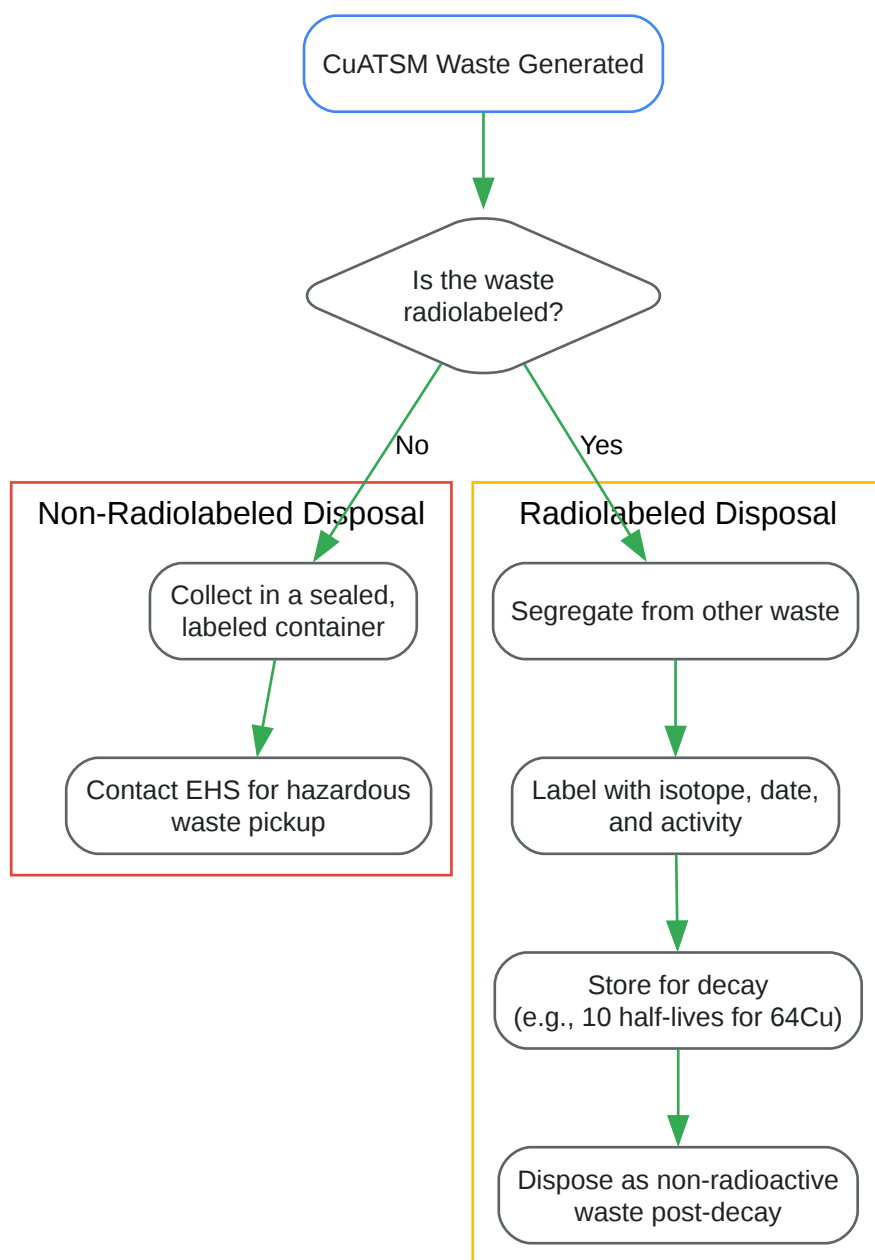 CuATSM Waste Generated
Is the waste
radiolabeled?
No
Yes
Non-Radiolabeled Disposal
Collect in a sealed,
labeled container
Contact EHS for hazardous
waste pickup
Radiolabeled Disposal
Segregate from other waste
Label with isotope, date,
and activity
Store for decay
(e.g., 10 half-lives for 64Cu)
Dispose as non-radioactive
waste post-decay